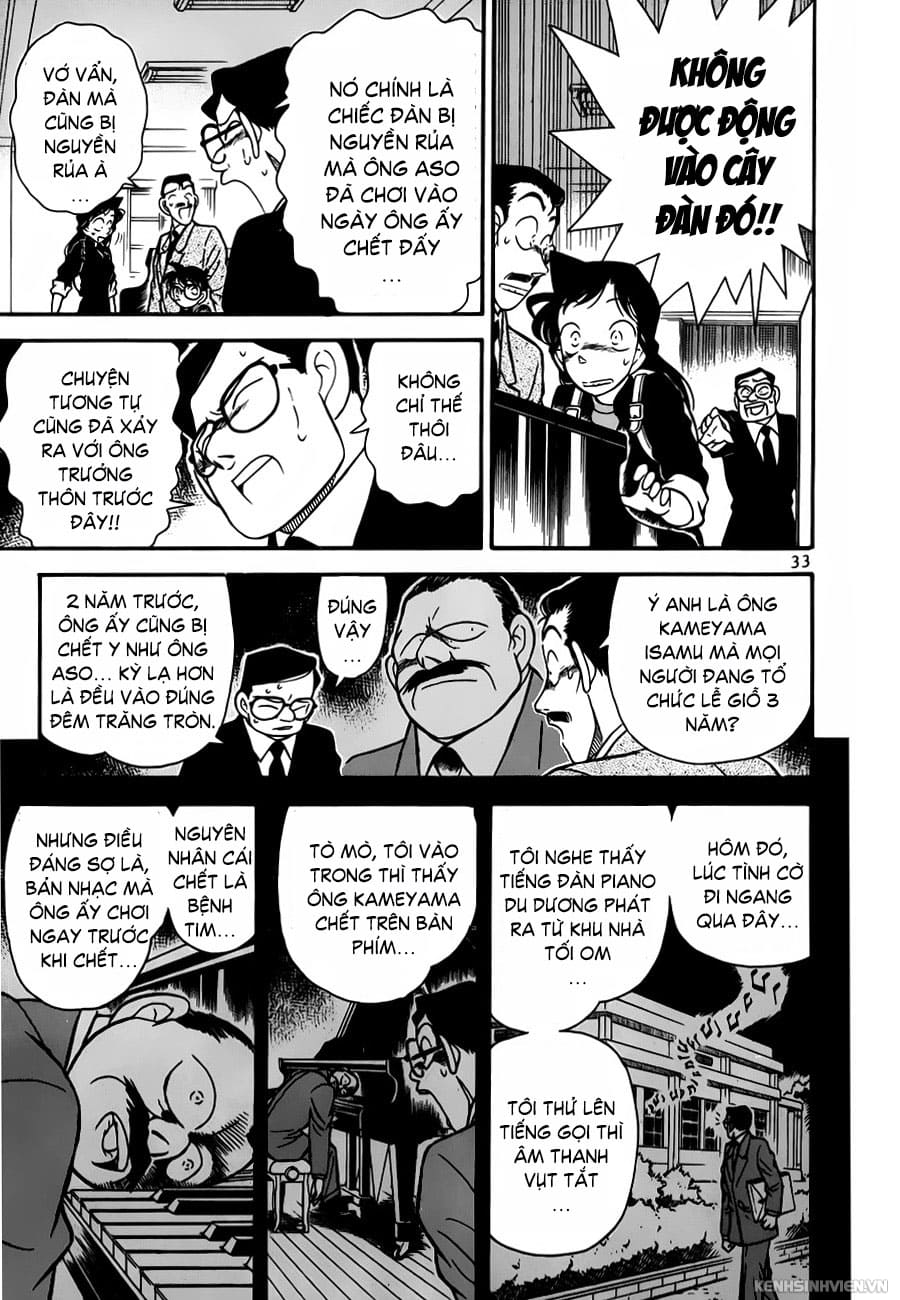 KHÔNG
ĐƯỢC ĐỘNG
VÀO CÂY
ĐÀN ĐÓ!!
NÓ CHÍNH LÀ
CHIẾC ĐÀN BỊ
NGUYỀN RỦA
MÀ ÔNG ASO
ĐÃ CHƠI VÀO
NGÀY ÔNG ẤY
CHẾT ĐẤY
...
VỚ VẨN,
ĐÀN MÀ
CŨNG BỊ
NGUYỀN
RỦA À
...
KHÔNG
CHỈ THẾ
THÔI
ĐÂU...
CHUYỆN
TƯƠNG TỰ
CŨNG ĐÃ XẢY
RA VỚI ÔNG
TRƯỚNG
THÔN TRƯỚC
ĐÂY!!
33
Ý ANH LÀ ÔNG
KAMEYAMA
ISAMU MÀ MỌI
NGƯỜI ĐANG TỔ
CHỨC LỄ GIỖ 3
NĂM?
ĐÚNG
VẬY
...
2 NĂM TRƯỚC,
ÔNG ẤY CŨNG BỊ
CHẾT Y NHƯ ÔNG
ASO... KỲ LẠ HƠN
LÀ ĐỀU VÀO ĐÚNG
ĐÊM TRĂNG TRÒN.
HÔM ĐÓ,
LÚC TÌNH CỜ
ĐI NGANG
QUA ĐÂY...
TÔI NGHE THẤY
TIẾNG ĐÀN PIANO
DU DƯƠNG PHÁT
RA TỪ KHU NHÀ
TỐI OM
...
TÔI THỨ LÊN
TIẾNG GỌI THÌ
ÂM THANH
VỤT TẮT
...
TÒ MÒ, TÔI VÀO
TRONG THÌ THẤY
ÔNG KAMEYAMA
CHẾT TRÊN BÀN
PHÍM...
NGUYÊN
NHÂN CÁI
CHẾT LÀ
BỆNH
TIM...
NHƯNG ĐIỀU
ĐÁNG SỢ LÀ,
BẢN NHẠC MÀ
ÔNG ẤY CHƠI
NGAY TRƯỚC
KHI CHẾT...
KENHSINHVIEN.VN